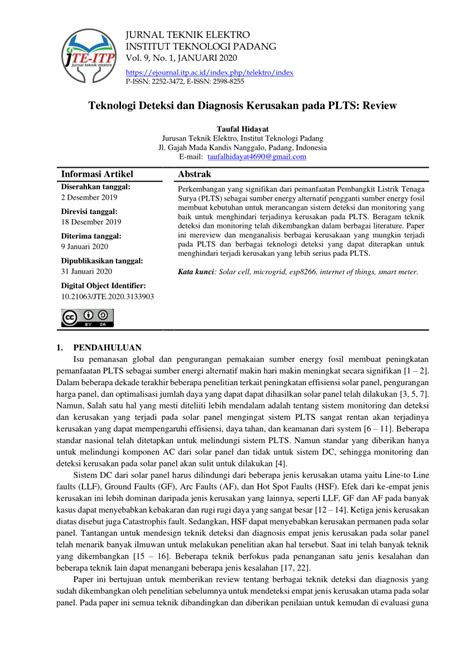 JURNAL TEKNIK ELEKTRO
INSTITUT TEKNOLOGI PADANG
Vol. 9, No. 1, JANUARI 2020
https://ejournal.itp.ac.id/index.php/telektro/index
P-ISSN: 2252-3472, E-ISSN: 2598-8255
JTE-ITP
jurnal teknik elektro
Teknologi Deteksi dan Diagnosis Kerusakan pada PLTS: Review
Taufal Hidayat
Jurusan Teknik Elektro, Institut Teknologi Padang
Jl. Gajah Mada Kandis Nanggalo, Padang, Indonesia
E-mail: taufalhidayat4690@gmail.com
Informasi Artikel
Diserahkan tanggal:
2 Desember 2019
Direvisi tanggal:
18 Desember 2019
Diterima tanggal:
9 Januari 2020
Dipublikasikan tanggal:
31 Januari 2020
Digital Object Identifier:
10.21063/JTE.2020.3133903
CC BY ND
Abstrak
Perkembangan yang signifikan dari pemanfaatan Pembangkit Listrik Tenaga
Surya (PLTS) sebagai sumber energy alternatif pengganti sumber energy fosil
membuat kebutuhan untuk merancangan sistem deteksi dan monitoring yang
baik untuk menghindari terjadinya kerusakan pada PLTS. Beragam teknik
deteksi dan monitoring telah dikembangkan dalam berbagai literature. Paper
ini mereview dan menganalisis berbagai kerusakaan yang mungkin terjadi
pada PLTS dan berbagai teknologi deteksi yang dapat diterapkan untuk
menghindari terjadi kerusakan yang lebih serius pada PLTS.
Kata kunci: Solar cell, microgrid, esp8266, internet of things, smart meter.
1. PENDAHULUAN
Isu pemanasan global dan pengurangan pemakaian sumber energy fosil membuat peningkatan
pemanfaatan PLTS sebagai sumber energi alternatif makin hari makin meningkat secara signifikan [1 – 2].
Dalam beberapa dekade terakhir beberapa penelitian terkait peningkatan effisiensi solar panel, pengurangan
harga panel, dan optimalisasi jumlah daya yang dapat dapat dihasilkan solar panel telah dilakukan [3, 5, 7].
Namun, Salah satu hal yang mesti diteliiti lebih mendalam adalah tentang sistem monitoring dan deteksi
dan kerusakan yang terjadi pada solar panel mengingat sistem PLTS sangat rentan akan terjadinya
kerusakan yang dapat mempengaruhi effisiensi, daya tahan, dan keamanan dari system [6 – 11]. Beberapa
standar nasional telah ditetapkan untuk melindungi sistem PLTS. Namun standar yang diberikan hanya
untuk melindungi komponen AC dari solar panel dan tidak untuk sistem DC, sehingga monitoring dan
deteksi kerusakan pada solar panel akan sulit untuk dilakukan [4].
Sistem DC dari solar panel harus dilindungi dari beberapa jenis kerusakan utama yaitu Line-to Line
faults (LLF), Ground Faults (GF), Arc Faults (AF), dan Hot Spot Faults (HSF). Efek dari ke-empat jenis
kerusakan ini lebih dominan daripada jenis kerusakan yang lainnya, seperti LLF, GF dan AF pada banyak
kasus dapat menyebabkan kebakaran dan rugi rugi daya yang sangat besar [12 – 14]. Ketiga jenis kerusakan
diatas disebut juga Catastrophis fault. Sedangkan, HSF dapat menyebabkan kerusakan permanen pada solar
panel. Tantangan untuk mendesign teknik deteksi dan diagnosis empat jenis kerusakan pada solar panel
telah menarik banyak ilmuwan untuk melakukan penelitian akan hal tersebut. Saat ini telah banyak teknik
yang dikembangkan [15 – 16]. Beberapa teknik berfokus pada penanganan satu jenis kesalahan dan
beberapa teknik lain dapat menangani beberapa jenis kesalahan [17, 22].
Paper ini bertujuan untuk memberikan review tentang berbagai teknik deteksi dan diagnosis yang
sudah dikembangkan oleh penelitian sebelumnya untuk mendeteksi empat jenis kerusakan utama pada solar
panel. Pada paper ini semua teknik dibandingkan dan diberikan penilaian untuk kemudan di evaluasi guna